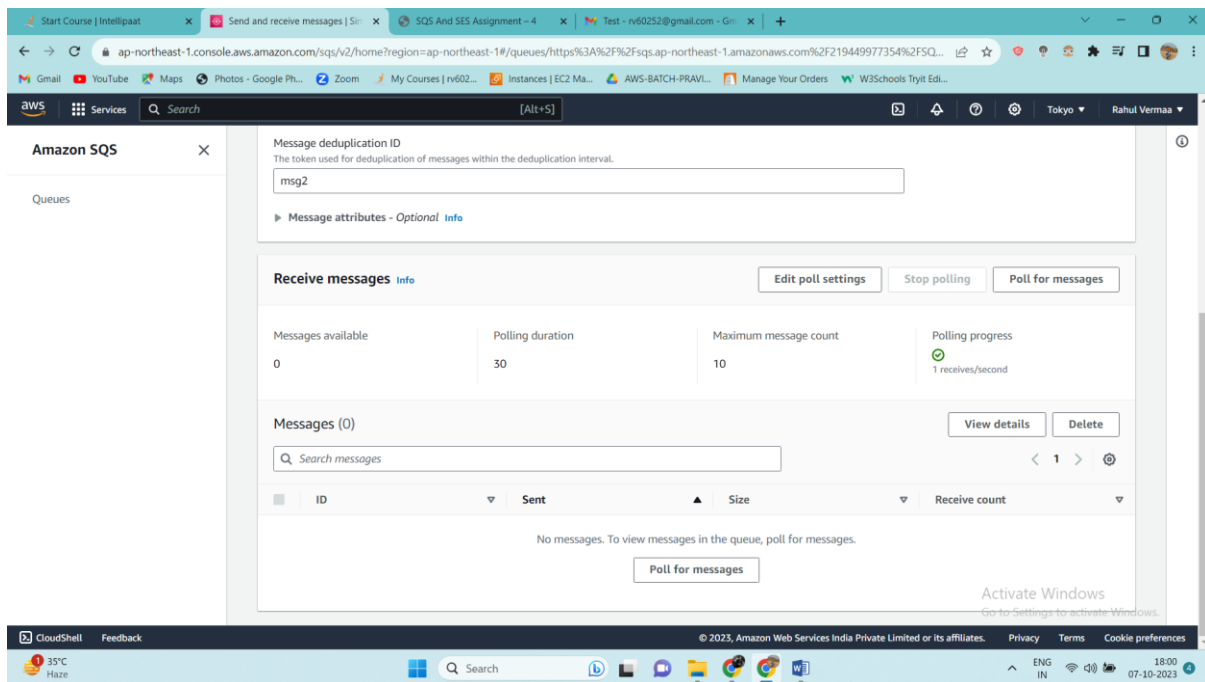 Start Course | Intellipaat
Send and receive messages | Sim
SQS And SES Assignment – 4
Test - rv60252@gmail.com - Gm
ap-northeast-1.console.aws.amazon.com/sqs/v2/home?region=ap-northeast-1#/queues/https%3A%2F%2Fsqs.ap-northeast-1.amazonaws.com%2F219449977354%2FSQ...
Gmail
YouTube
Maps
Photos - Google Ph...
Zoom
My Courses | rv602...
Instances | EC2 Ma...
AWS-BATCH-PRAVI...
Manage Your Orders
W3Schools Tryit Edi...
aws
Services
Search
[Alt+S]
Tokyo
Rahul Vermaa
Amazon SQS
Queues
Message deduplication ID
The token used for deduplication of messages within the deduplication interval.
msg2
Message attributes - Optional Info
Receive messages Info
Edit poll settings
Stop polling
Poll for messages
Messages available
0
Polling duration
30
Maximum message count
10
Polling progress
1 receives/second
Messages (0)
View details
Delete
Search messages
1
ID
Sent
Size
Receive count
No messages. To view messages in the queue, poll for messages.
Poll for messages
Activate Windows
Go to Settings to activate Windows.
CloudShell
Feedback
© 2023, Amazon Web Services India Private Limited or its affiliates.
Privacy
Terms
Cookie preferences
1
35°C
Haze
Search
ENG
IN
18:00
07-10-2023
4